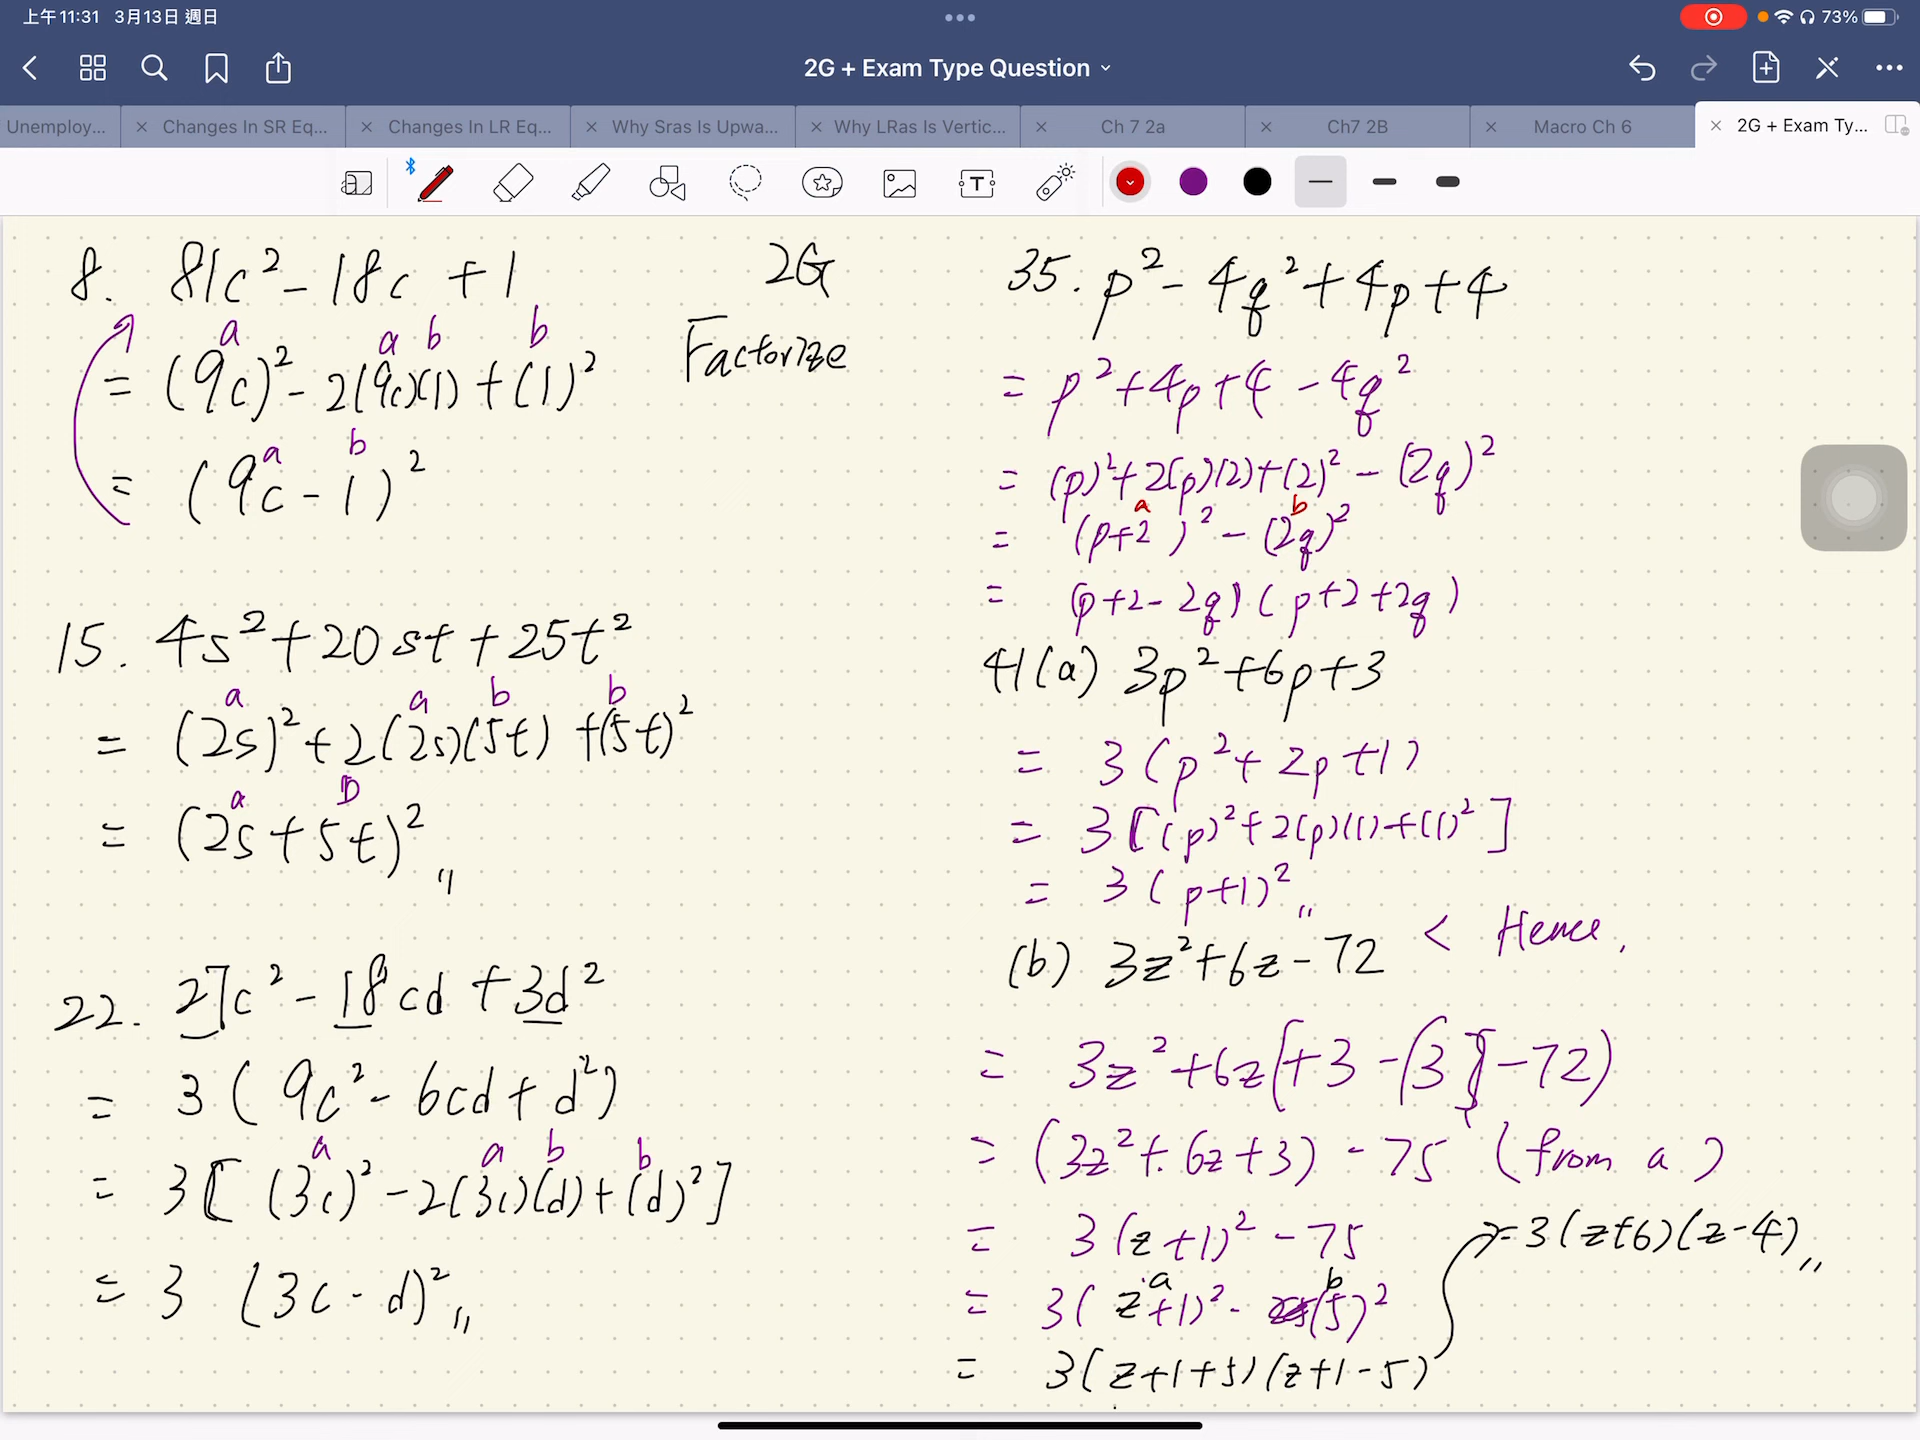 上午11:31 3月13日 週日
73%
2G + Exam Type Question
Unemploy...
Changes In SR Eq...
Changes In LR Eq...
Why Sras Is Upwa...
Why LRas Is Vertic...
Ch 7 2a
Ch7 2B
Macro Ch 6
2G + Exam Ty...
2G
Factorize
8. 81c² - 18c + 1
a a b b
= (9c)² - 2(9c)(1) + (1)²
a b
= (9c - 1)²
15. 4s² + 20st + 25t²
a a b b
= (2s)² + 2(2s)(5t) + (5t)²
a b
= (2s + 5t)² ,,
22. 27c² - 18cd + 3d²
= 3(9c² - 6cd + d²)
a a b b
= 3[(3c)² - 2(3c)(d) + (d)²]
= 3 (3c - d)² ,,
35. p² - 4q² + 4p + 4
= p² + 4p + 4 - 4q²
= (p)² + 2(p)(2) + (2)² - (2q)²
a b
= (p+2)² - (2q)²
= (p+2-2q)(p+2+2q)
41(a) 3p² + 6p + 3
= 3(p² + 2p + 1)
= 3[(p)² + 2(p)(1) + (1)²]
= 3(p+1)² ,,
(b) 3z² + 6z - 72 < Hence,
= 3z² + 6z (+3 - (3) - 72)
= (3z² + 6z + 3) - 75 (from a)
= 3(z+1)² - 75
a b
= 3(z+1)² - (5)²
= 3(z+1+5)(z+1-5)
= 3(z+6)(z-4) ,,